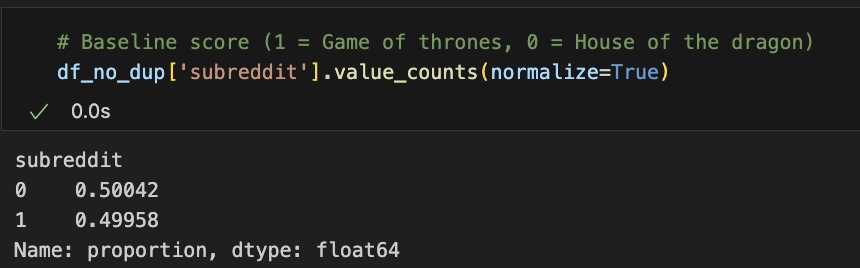 # Baseline score (1 = Game of thrones, 0 = House of the dragon)
df_no_dup['subreddit'].value_counts(normalize=True)
✓ 0.0s
subreddit
0    0.50042
1    0.49958
Name: proportion, dtype: float64